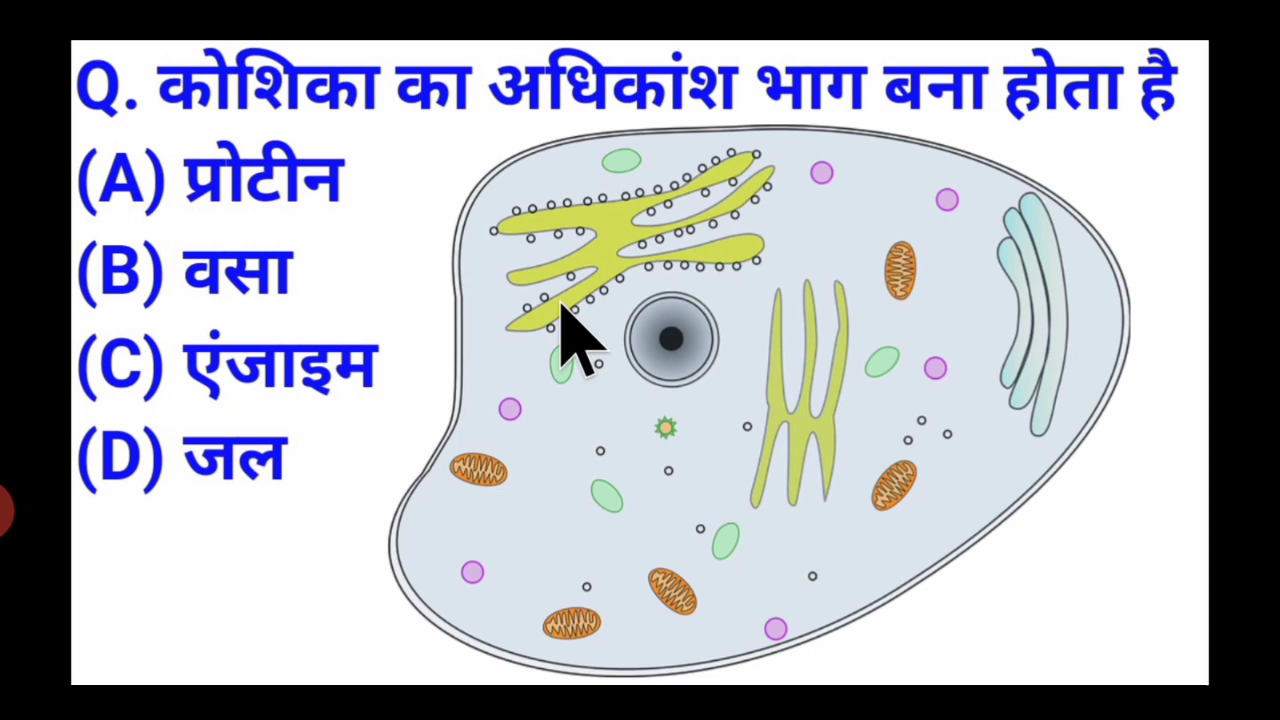 Q. कोशिका का अधिकांश भाग बना होता है
(A) प्रोटीन
(B) वसा
(C) एंजाइम
(D) जल